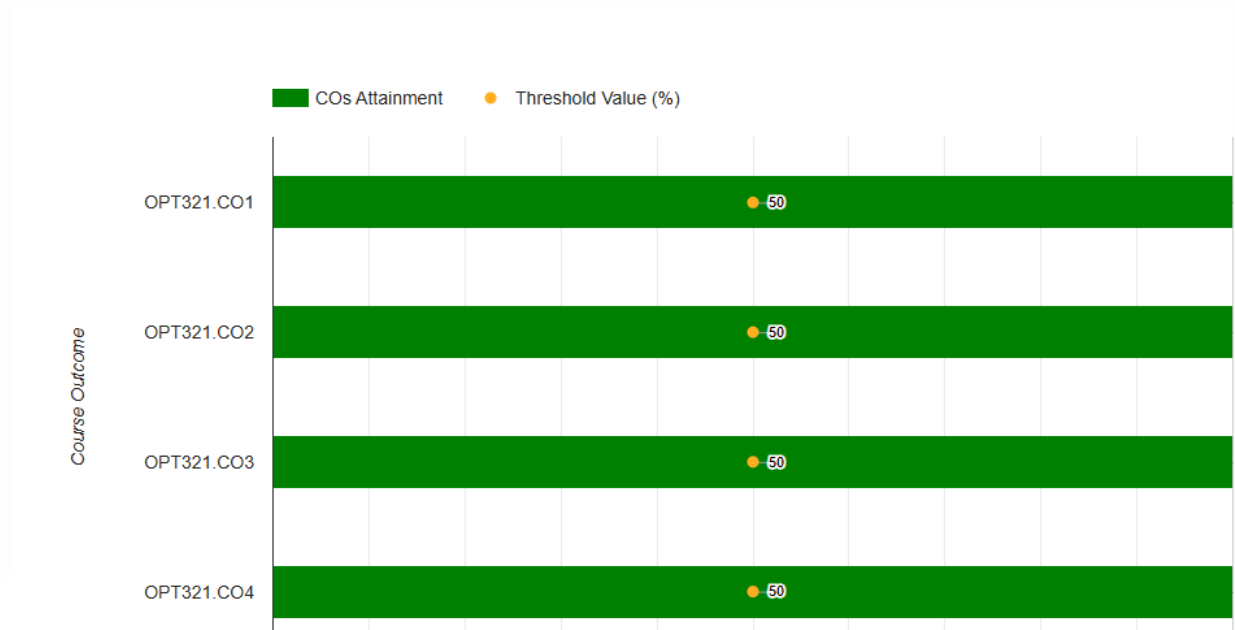 COs Attainment Threshold Value (%)
OPT321.CO1 50
OPT321.CO2 50
Course Outcome
OPT321.CO3 50
OPT321.CO4 50